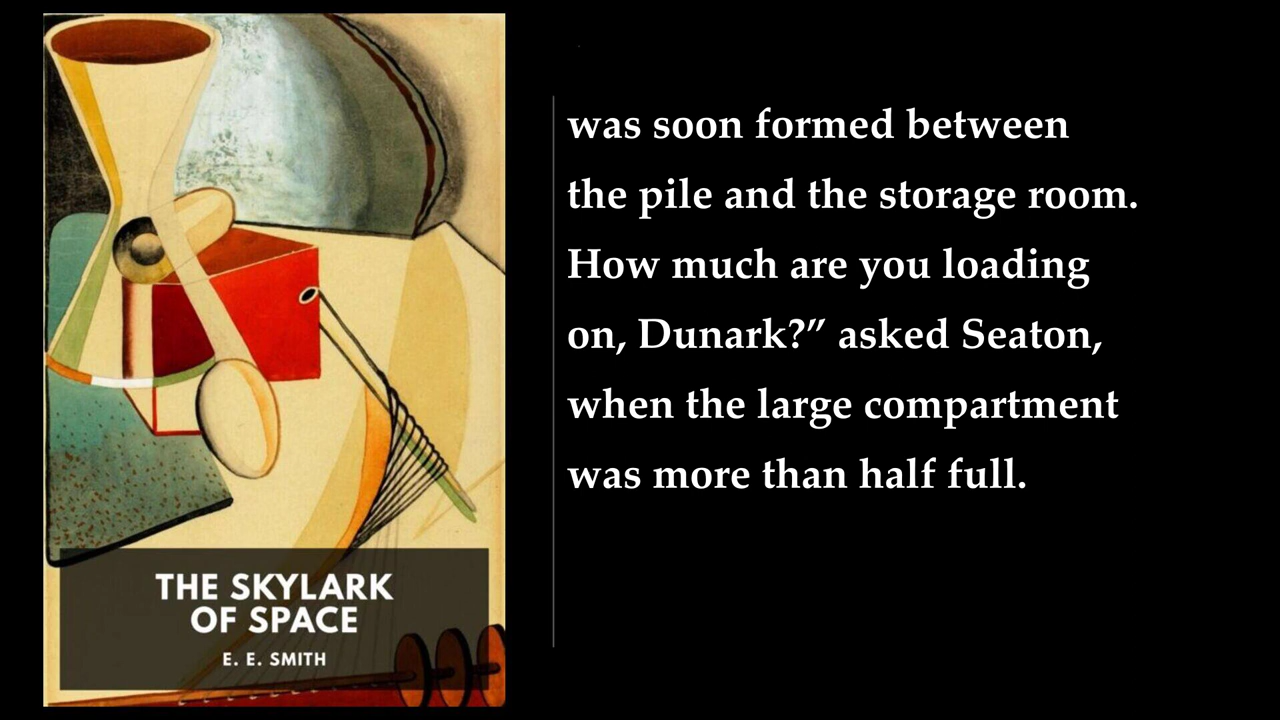 was soon formed between
the pile and the storage room.
How much are you loading
on, Dunark?” asked Seaton,
when the large compartment
was more than half full.
THE SKYLARK
OF SPACE
E. E. SMITH